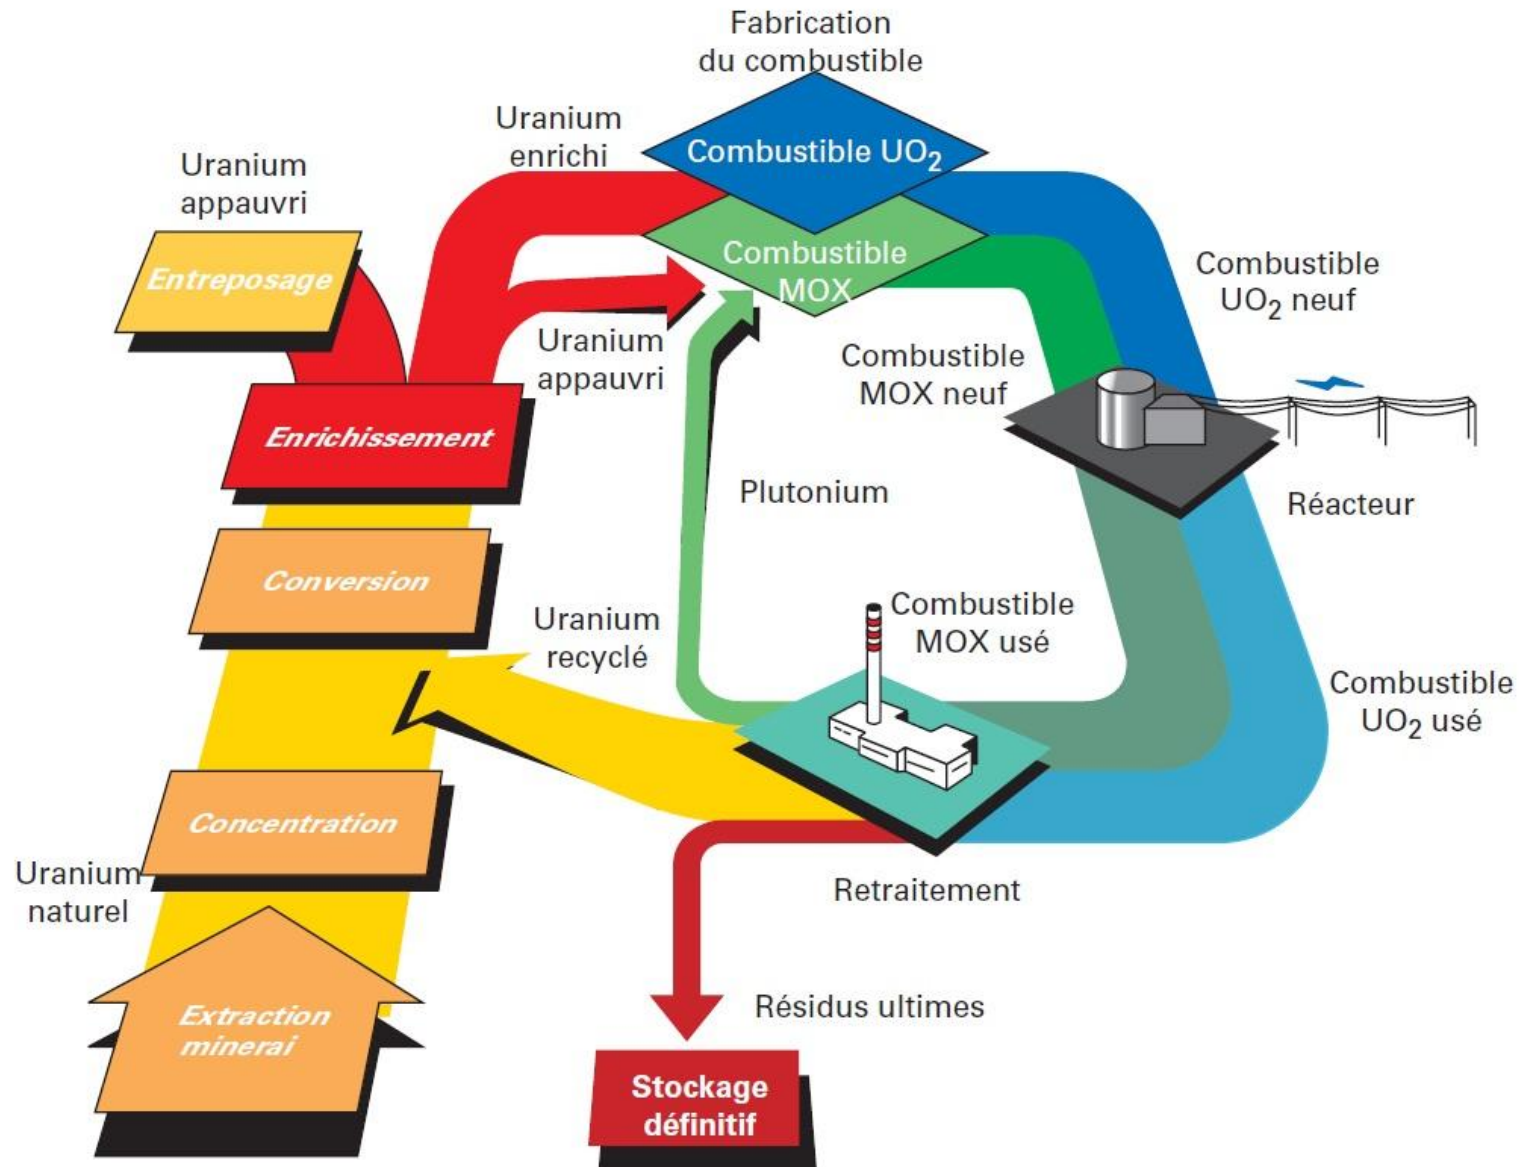 Fabrication
du combustible
Uranium
enrichi
Combustible UO₂
Uranium
appauvri
Combustible
MOX
Entreposage
Combustible
UO₂ neuf
Uranium
appauvri
Combustible
MOX neuf
Enrichissement
Plutonium
Réacteur
Conversion
Uranium
recyclé
Combustible
MOX usé
Combustible
UO₂ usé
Concentration
Uranium
naturel
Retraitement
Extraction
minerai
Résidus ultimes
Stockage
définitif